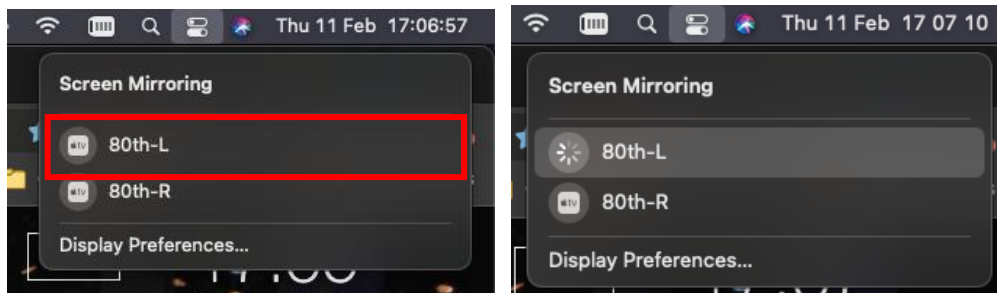 Thu 11 Feb 17:06:57
Screen Mirroring
tv 80th-L
tv 80th-R
Display Preferences...
Thu 11 Feb 17 07 10
Screen Mirroring
80th-L
tv 80th-R
Display Preferences...